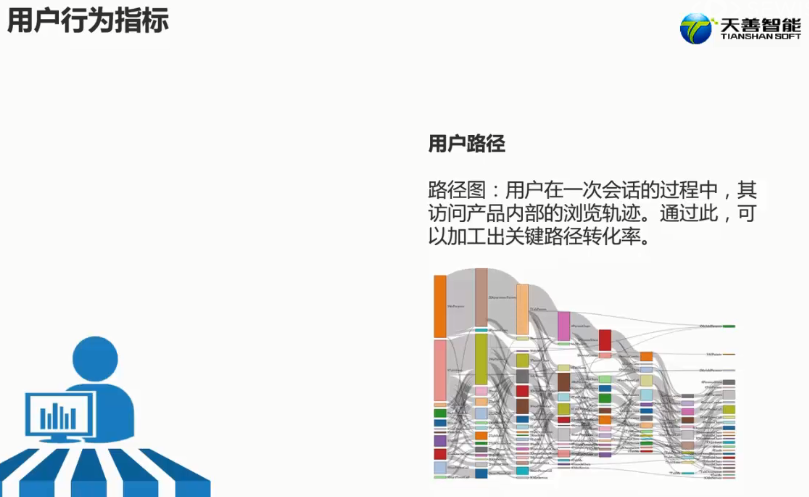 用户行为指标
天善智能
TIANSHAN SOFT
用户路径
路径图：用户在一次会话的过程中，其
访问产品内部的浏览轨迹。通过此，可
以加工出关键路径转化率。